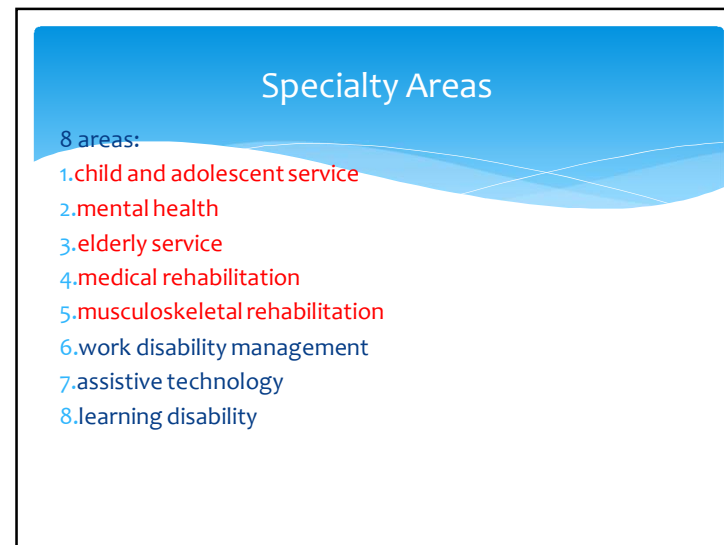 Specialty Areas
8 areas:
1.child and adolescent service
2.mental health
3.elderly service
4.medical rehabilitation
5.musculoskeletal rehabilitation
6.work disability management
7.assistive technology
8.learning disability